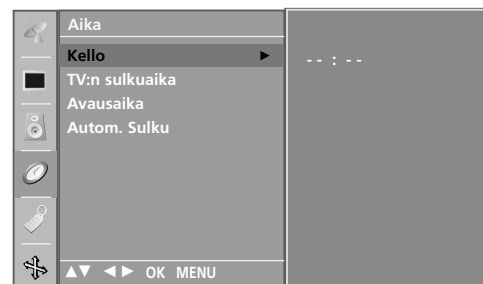 Aika
Kello ►
- - : - -
TV:n sulkuaika
Avausaika
Autom. Sulku
▲▼ ◄► OK MENU